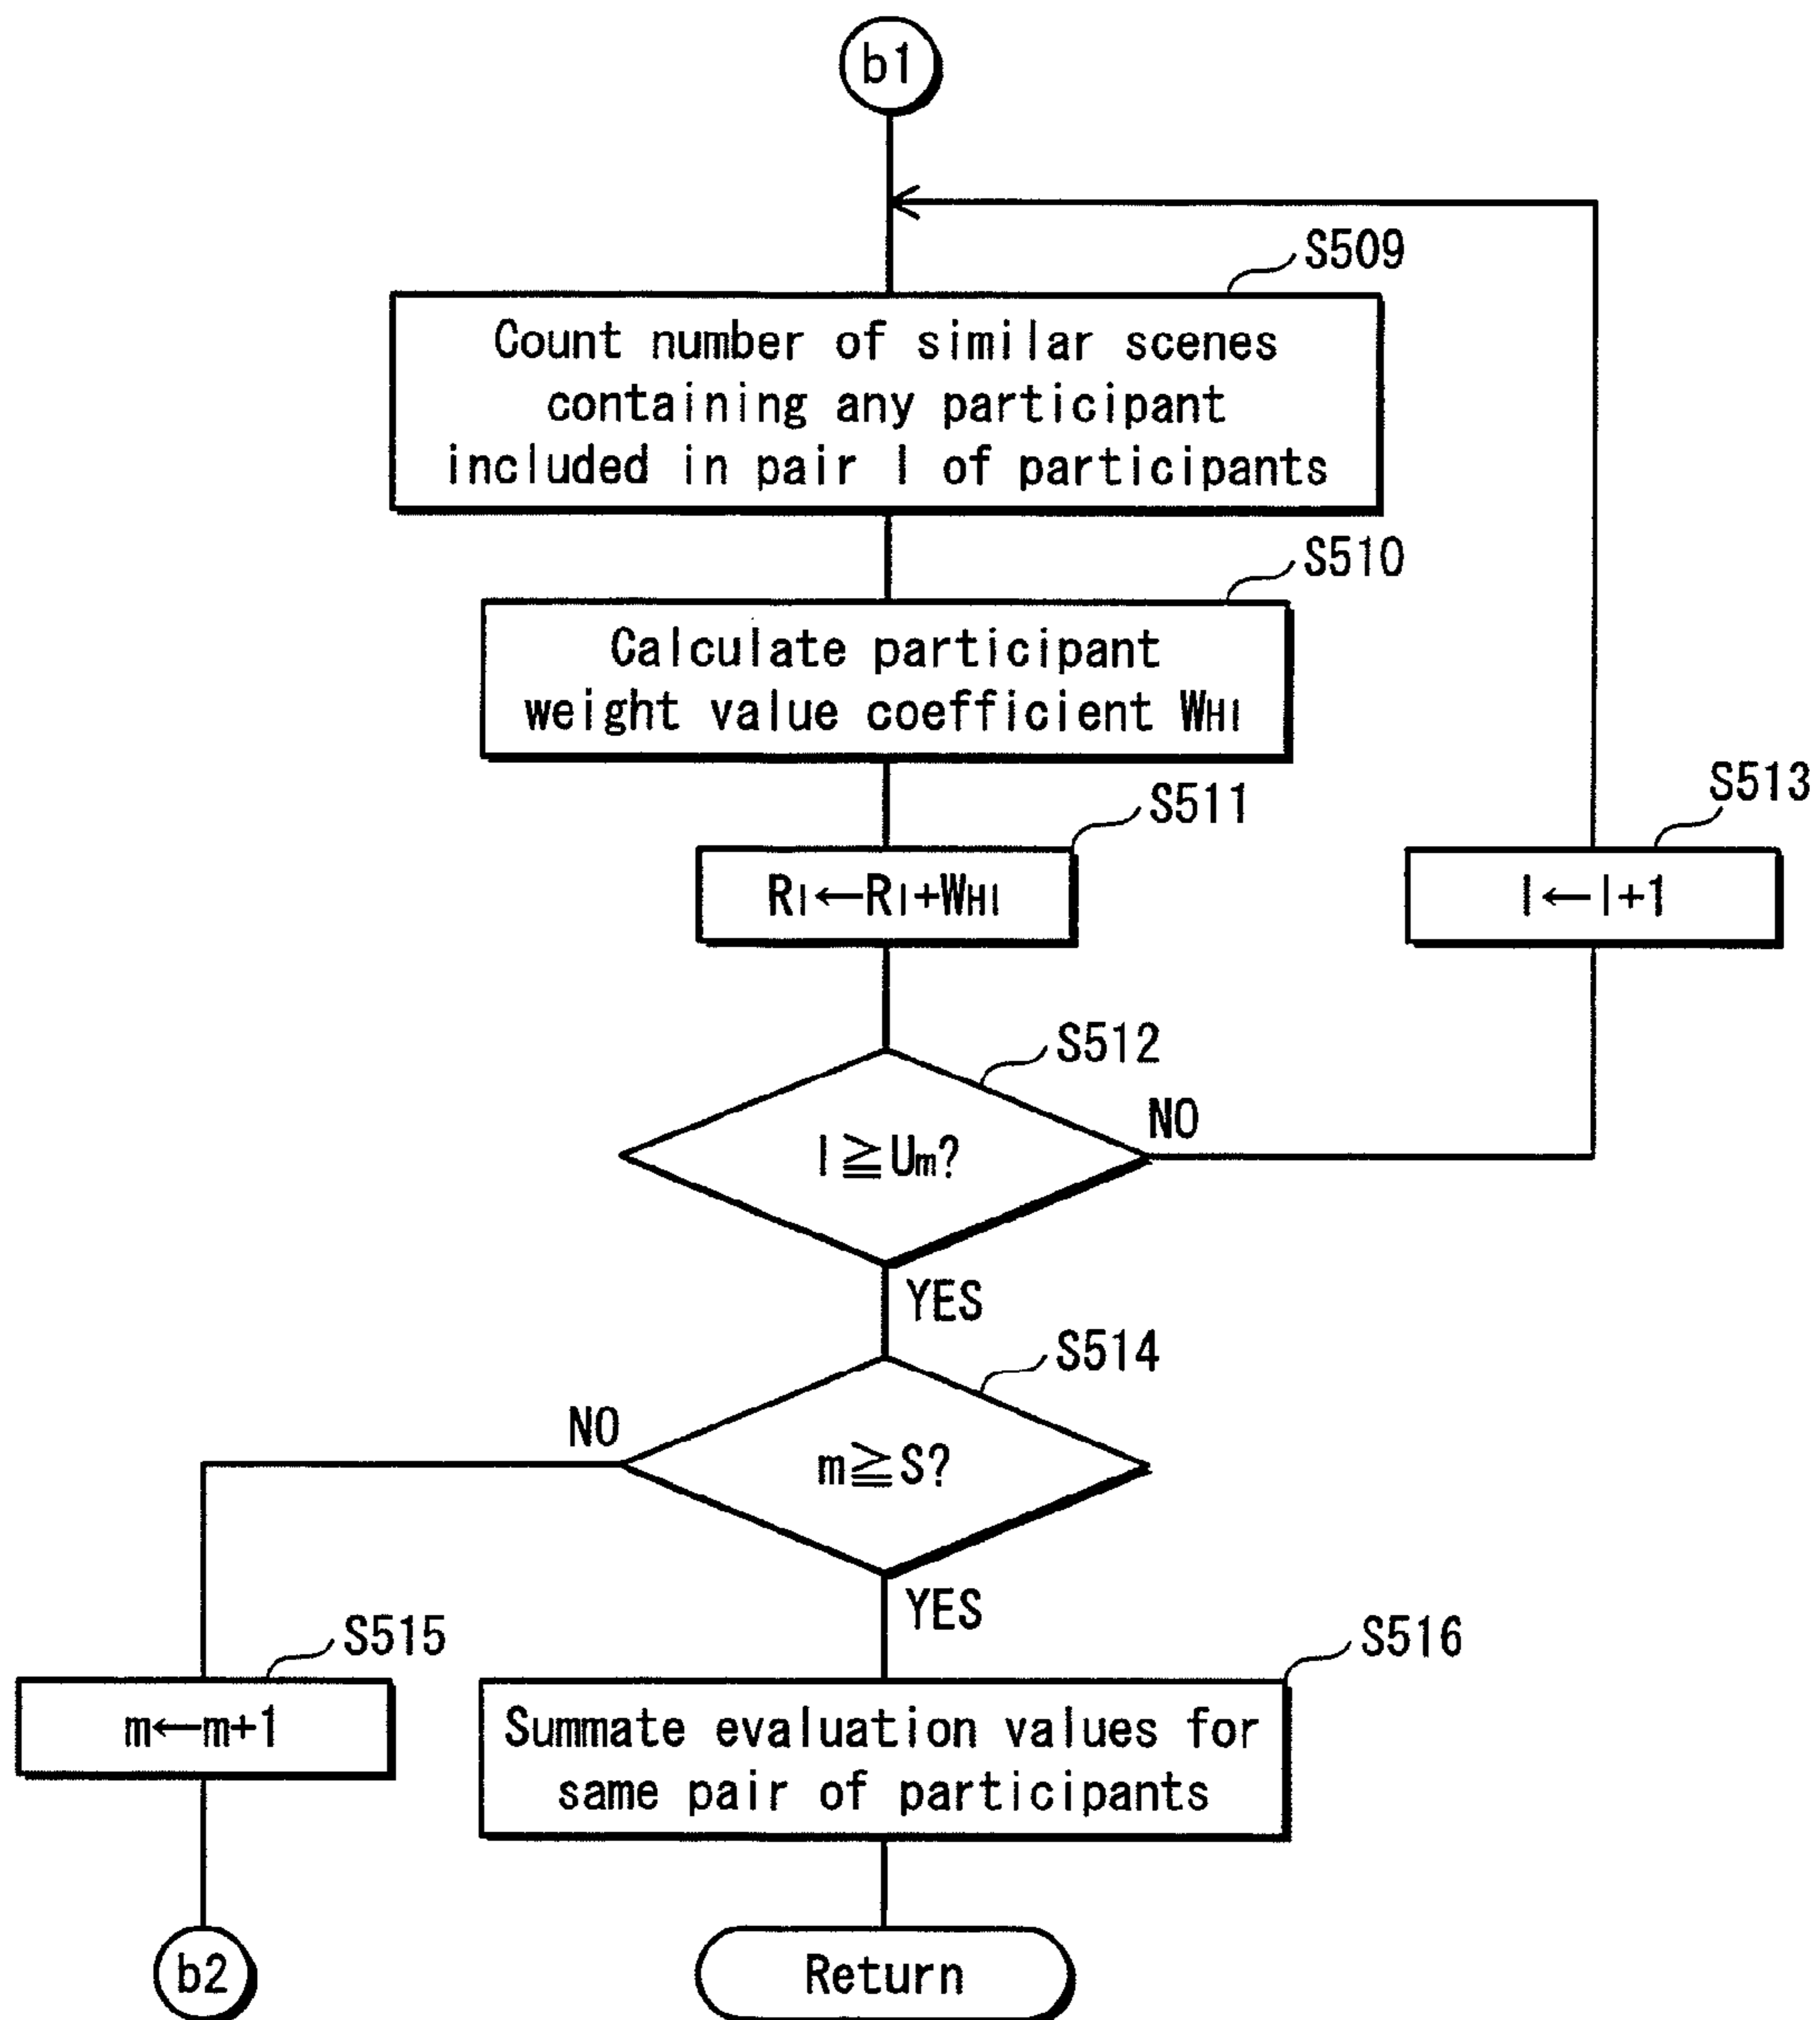 b1
S509
Count number of similar scenes
containing any participant
included in pair l of participants
S510
Calculate participant
weight value coefficient WHl
S511
Rl←Rl+WHl
S513
l←l+1
S512
l≧Um?
NO
YES
S514
m≧S?
NO
YES
S515
m←m+1
S516
Summate evaluation values for
same pair of participants
b2
Return